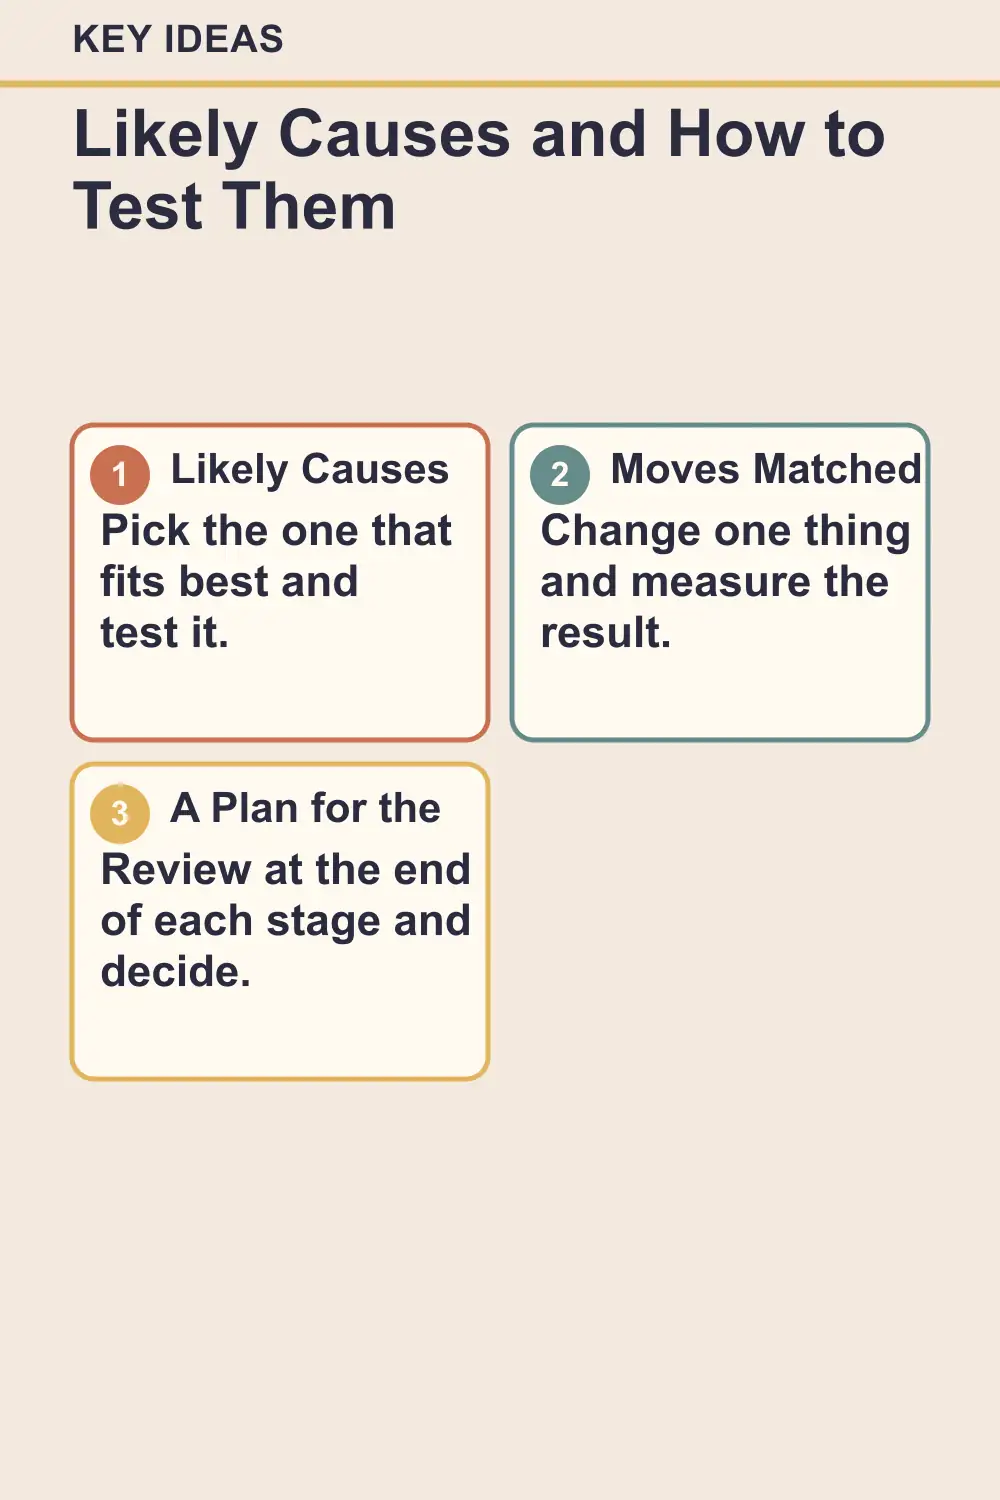 KEY IDEAS
Likely Causes and How to
Test Them
1 Likely Causes
Pick the one that
fits best and
test it.
2 Moves Matched
Change one thing
and measure the
result.
3 A Plan for the
Review at the end
of each stage and
decide.